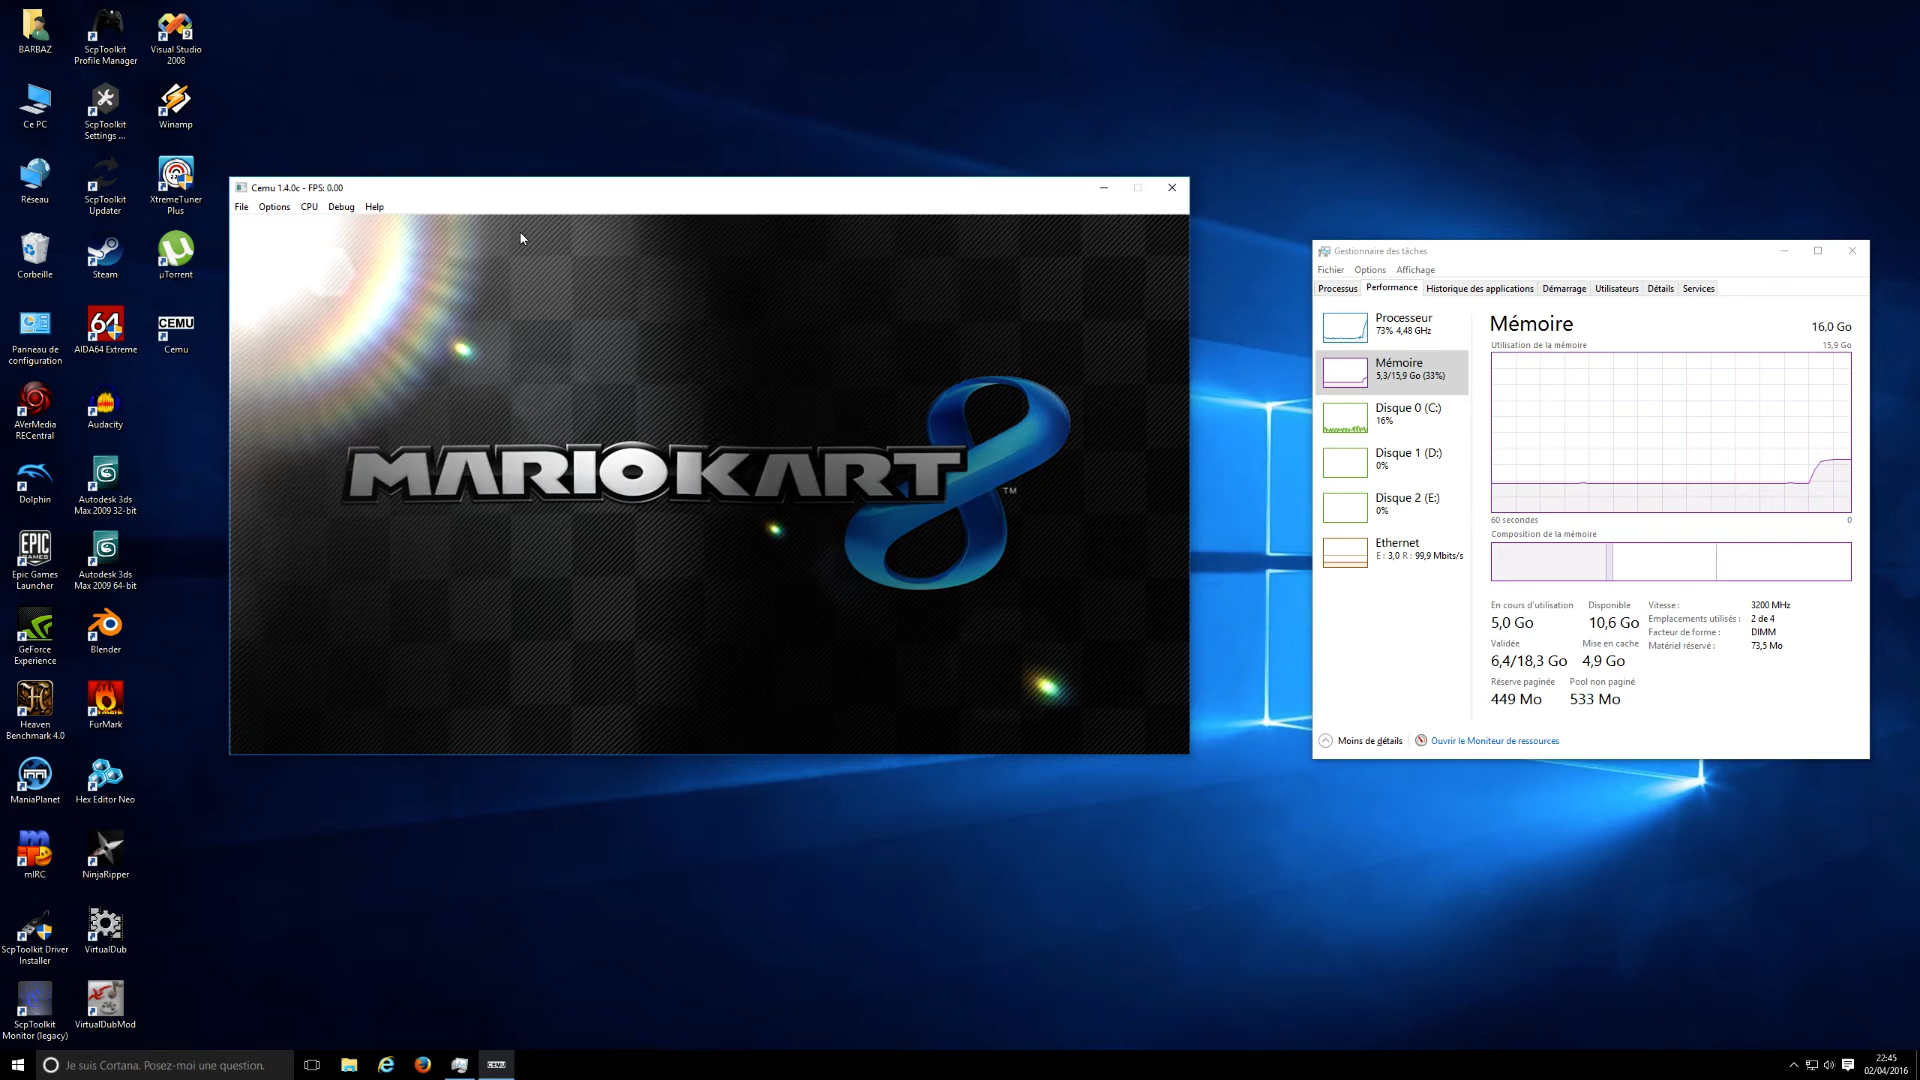 BARBAZ
ScpToolkit
Profile Manager
Visual Studio
2008
Ce PC
ScpToolkit
Settings ...
Winamp
Réseau
ScpToolkit
Updater
XtremeTuner
Plus
Corbeille
Steam
µTorrent
Panneau de
configuration
64
AIDA64 Extreme
CEMU
Cemu
AVerMedia
RECentral
Audacity
Dolphin
Autodesk 3ds
Max 2009 32-bit
EPIC
GAMES
Epic Games
Launcher
Autodesk 3ds
Max 2009 64-bit
GeForce
Experience
Blender
Heaven
Benchmark 4.0
FurMark
ManiaPlanet
Hex Editor Neo
mIRC
NinjaRipper
ScpToolkit Driver
Installer
VirtualDub
ScpToolkit
Monitor (legacy)
VirtualDubMod
Cemu 1.4.0c - FPS: 0.00
File Options CPU Debug Help
MARIOKART 8 ™
Gestionnaire des tâches
Fichier Options Affichage
Processus Performance Historique des applications Démarrage Utilisateurs Détails Services
Processeur
73% 4,48 GHz
Mémoire
5,3/15,9 Go (33%)
Disque 0 (C:)
16%
Disque 1 (D:)
0%
Disque 2 (E:)
0%
Ethernet
E : 3,0 R : 99,9 Mbits/s
Mémoire 16,0 Go
Utilisation de la mémoire 15,9 Go
60 secondes 0
Composition de la mémoire
En cours d'utilisation Disponible
5,0 Go 10,6 Go
Validée Mise en cache
6,4/18,3 Go 4,9 Go
Réserve paginée Pool non paginé
449 Mo 533 Mo
Vitesse : 3200 MHz
Emplacements utilisés : 2 de 4
Facteur de forme : DIMM
Matériel réservé : 73,5 Mo
Moins de détails Ouvrir le Moniteur de ressources
Je suis Cortana. Posez-moi une question.
CEMU
22:45
02/04/2016